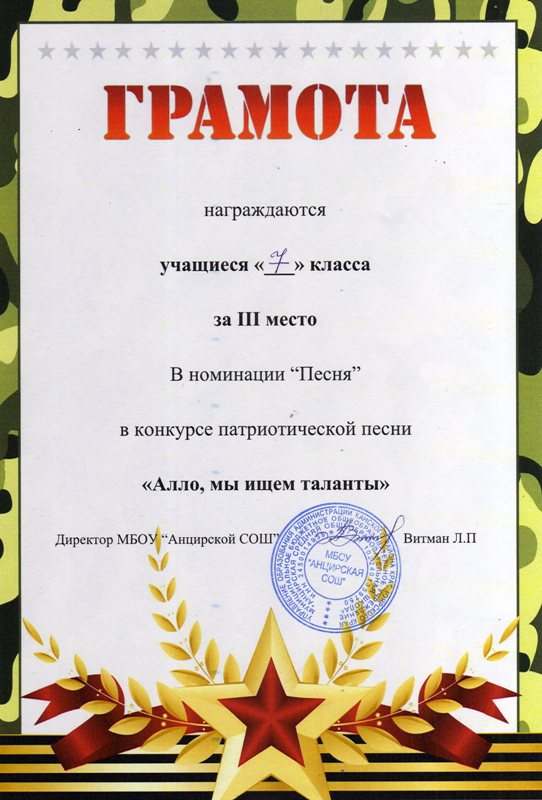 ГРАМОТА
награждаются
учащиеся «7» класса
за III место
В номинации “Песня”
в конкурсе патриотической песни
«Алло, мы ищем таланты»
Директор МБОУ “Анцирской СОШ” Витман Л.П
МБОУ
"АНЦИРСКАЯ
СОШ"